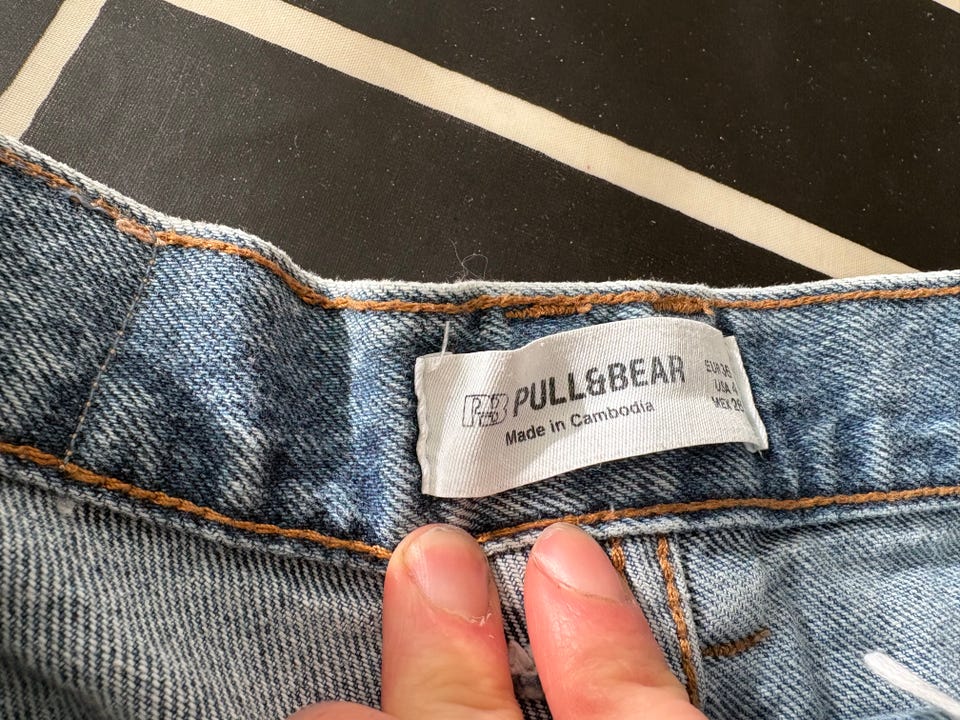 P&B PULL&BEAR
Made in Cambodia
EUR 36
USA 4
MEX 26